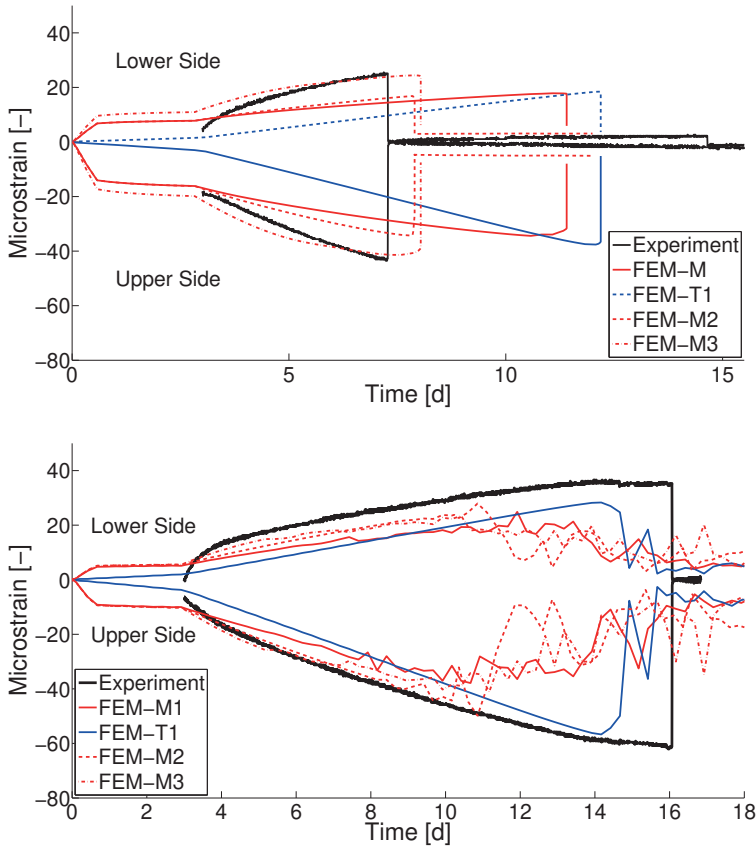 40
20
0
−20
−40
−60
−80
Microstrain [−]
Lower Side
Upper Side
Experiment
FEM−M
FEM−T1
FEM−M2
FEM−M3
0 5 10 15
Time [d]
40
20
0
−20
−40
−60
−80
Microstrain [−]
Lower Side
Upper Side
Experiment
FEM−M1
FEM−T1
FEM−M2
FEM−M3
0 2 4 6 8 10 12 14 16 18
Time [d]